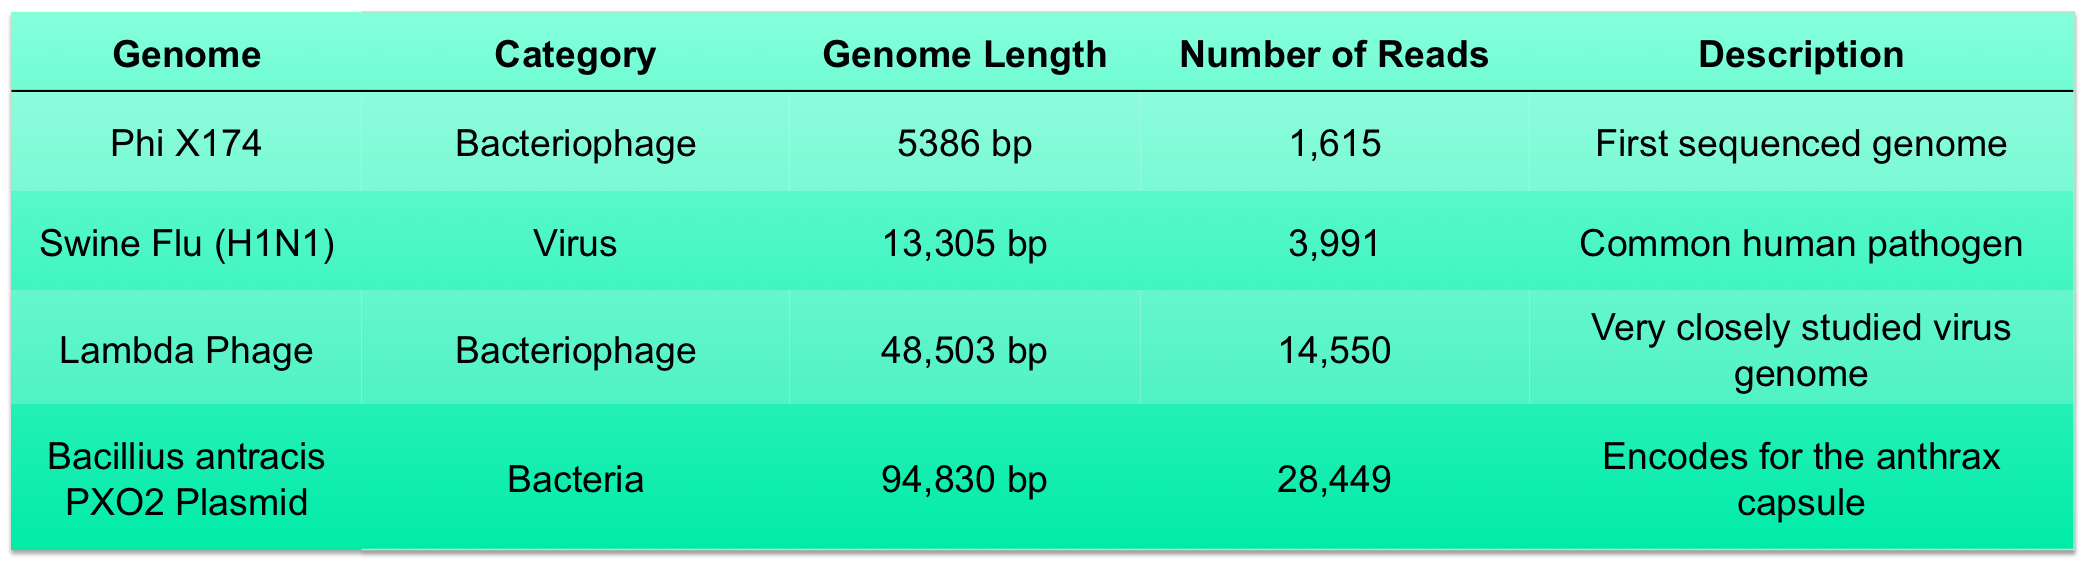 Genome Category Genome Length Number of Reads Description
Phi X174 Bacteriophage 5386 bp 1,615 First sequenced genome
Swine Flu (H1N1) Virus 13,305 bp 3,991 Common human pathogen
Lambda Phage Bacteriophage 48,503 bp 14,550 Very closely studied virus
genome
Bacillius antracis
PXO2 Plasmid Bacteria 94,830 bp 28,449 Encodes for the anthrax
capsule